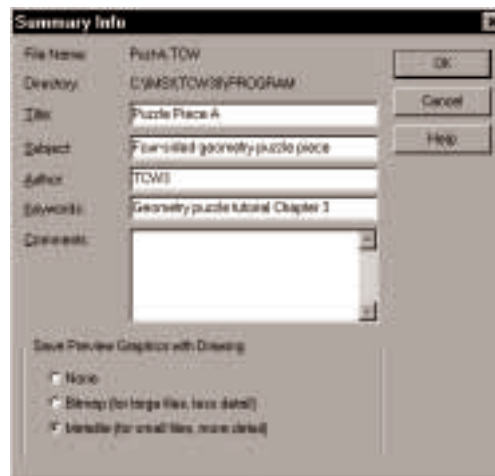 Summary Info
File Name: PuzhA.TCW
Directory: C:\IMSI\TCW30\PROGRAM
Title: Puzzle Piece A
Subject: Four-sided geometry puzzle piece
Author: TCW3
Keywords: Geometry puzzle tutorial Chapter 3
Comments:
Save Preview Graphics with Drawing
None
Bitmap (for large files, less detail)
Metafile (for small files, more detail)
OK
Cancel
Help